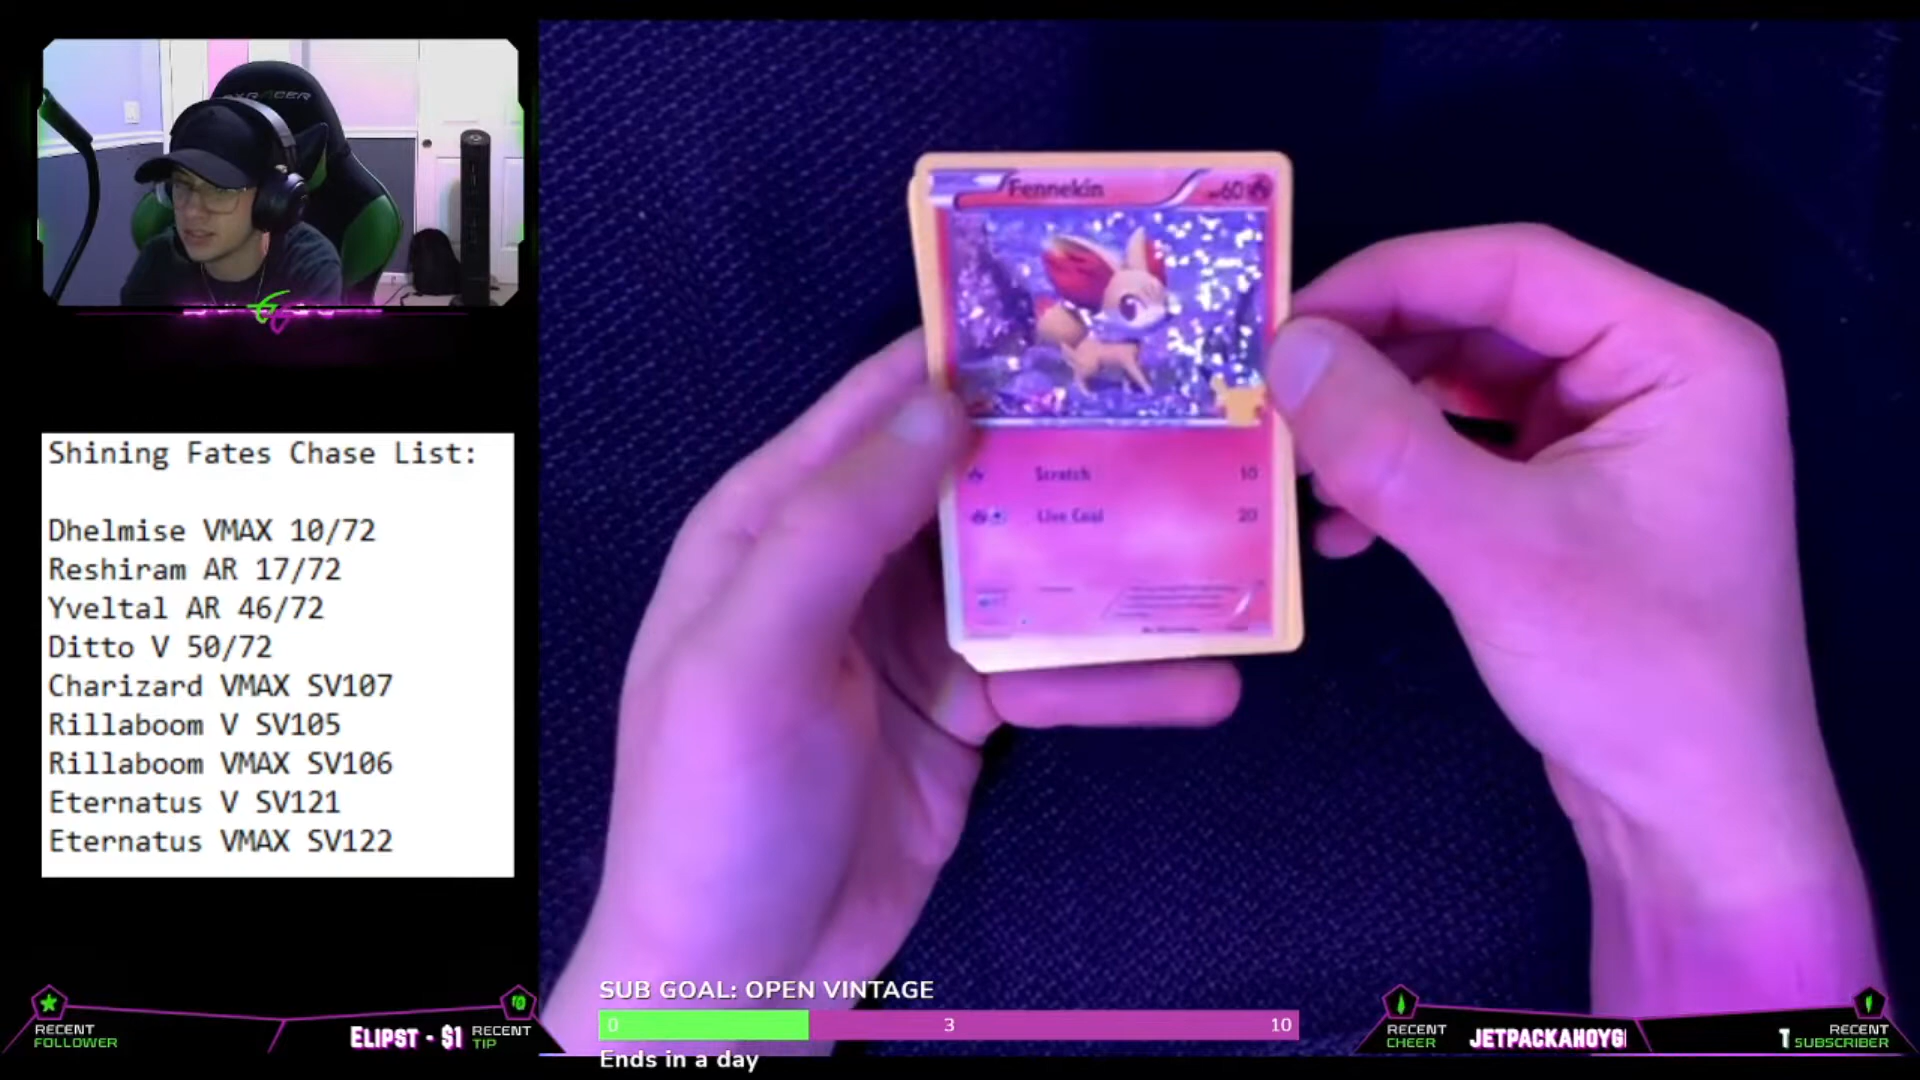 Shining Fates Chase List:
Dhelmise VMAX 10/72
Reshiram AR 17/72
Yveltal AR 46/72
Ditto V 50/72
Charizard VMAX SV107
Rillaboom V SV105
Rillaboom VMAX SV106
Eternatus V SV121
Eternatus VMAX SV122
Fennekin 60
Scratch 10
Live Coal 20
SUB GOAL: OPEN VINTAGE
0 3 10
Ends in a day
RECENT
FOLLOWER
ELIPST - $1
RECENT
TIP
RECENT
CHEER
JETPACKAHOYG
RECENT
SUBSCRIBER